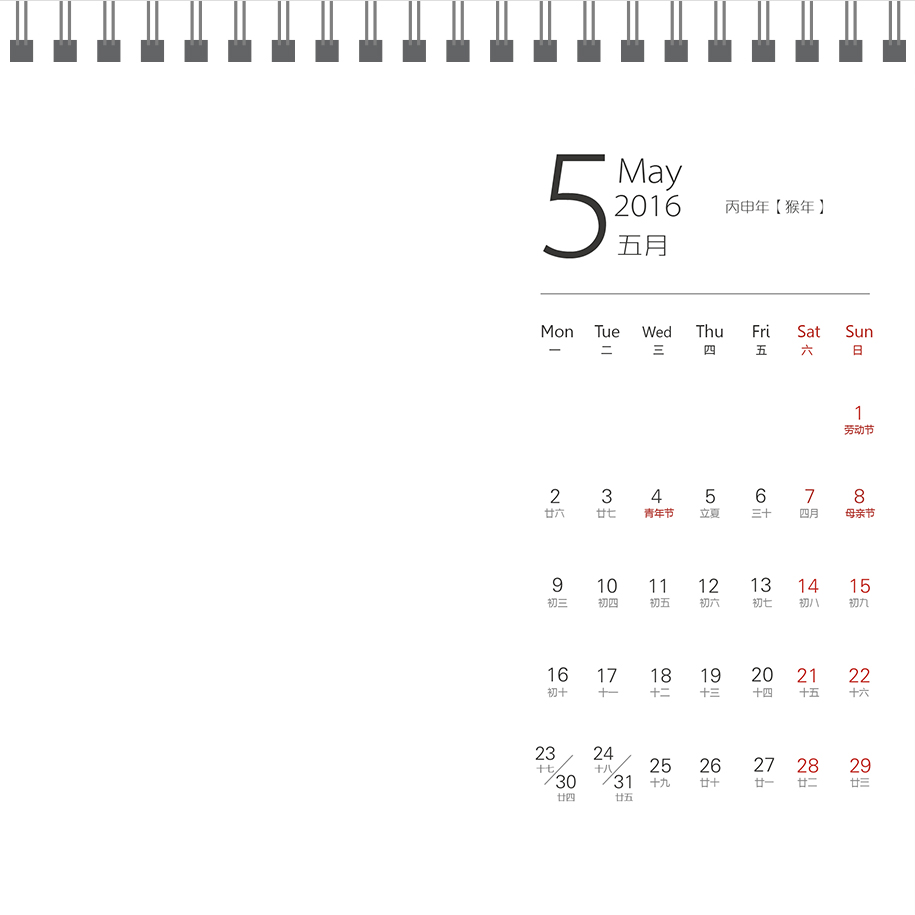 5
May
2016
五月
丙申年【猴年】
Mon Tue Wed Thu Fri Sat Sun
一 二 三 四 五 六 日
1
劳动节
2 3 4 5 6 7 8
廿六 廿七 青年节 立夏 三十 四月 母亲节
9 10 11 12 13 14 15
初三 初四 初五 初六 初七 初八 初九
16 17 18 19 20 21 22
初十 十一 十二 十三 十四 十五 十六
23 24
十七 十八 25 26 27 28 29
30 31 十九 廿十 廿一 廿二 廿三
廿四 廿五